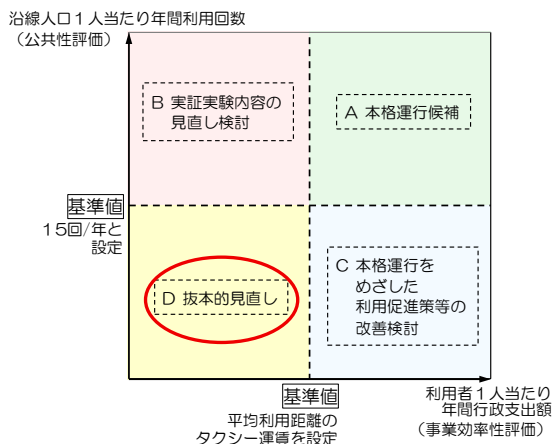 沿線人口1人当たり年間利用回数
（公共性評価）
B 実証実験内容の
見直し検討
A 本格運行候補
基準値
15回/年と
設定
D 抜本的見直し
C 本格運行を
めざした
利用促進策等の
改善検討
基準値
平均利用距離の
タクシー運賃を設定
利用者1人当たり
年間行政支出額
（事業効率性評価）